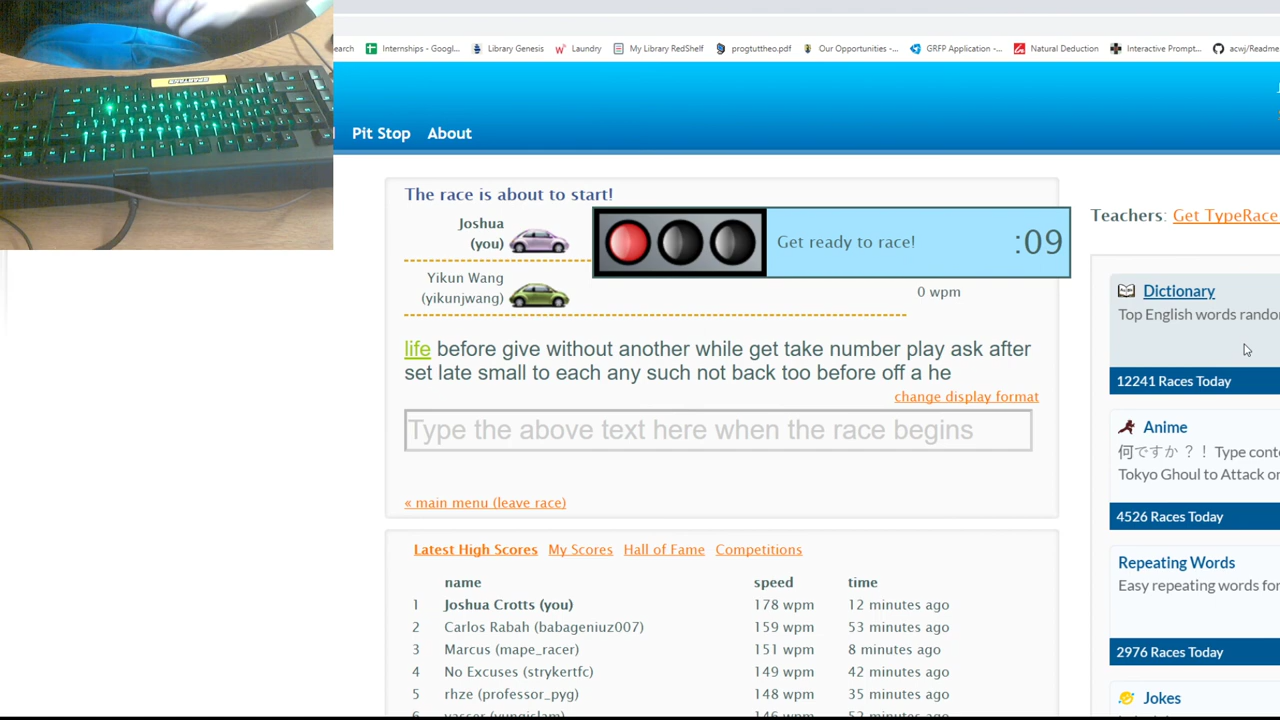 earch Internships - Googl... Library Genesis Laundry My Library RedShelf progtuttheo.pdf Our Opportunities -... GRFP Application -... Natural Deduction Interactive Prompt... acwj/Readme
Pit Stop About
The race is about to start!
Joshua
(you)
Get ready to race! :09
Yikun Wang
(yikunjwang)
0 wpm
life before give without another while get take number play ask after
set late small to each any such not back too before off a he
change display format
Type the above text here when the race begins
« main menu (leave race)
Latest High Scores My Scores Hall of Fame Competitions
name speed time
1 Joshua Crotts (you) 178 wpm 12 minutes ago
2 Carlos Rabah (babageniuz007) 159 wpm 53 minutes ago
3 Marcus (mape_racer) 151 wpm 8 minutes ago
4 No Excuses (strykertfc) 149 wpm 42 minutes ago
5 rhze (professor_pyg) 148 wpm 35 minutes ago
Teachers: Get TypeRace
Dictionary
Top English words rando
12241 Races Today
Anime
何ですか？！ Type conte
Tokyo Ghoul to Attack on
4526 Races Today
Repeating Words
Easy repeating words for
2976 Races Today
Jokes